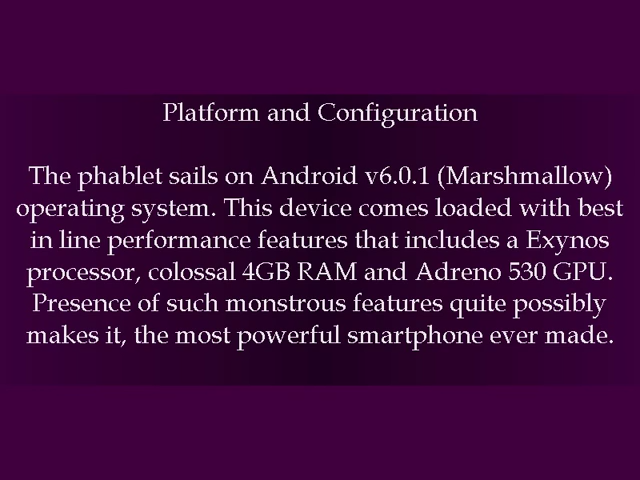 Platform and Configuration
The phablet sails on Android v6.0.1 (Marshmallow)
operating system. This device comes loaded with best
in line performance features that includes a Exynos
processor, colossal 4GB RAM and Adreno 530 GPU.
Presence of such monstrous features quite possibly
makes it, the most powerful smartphone ever made.